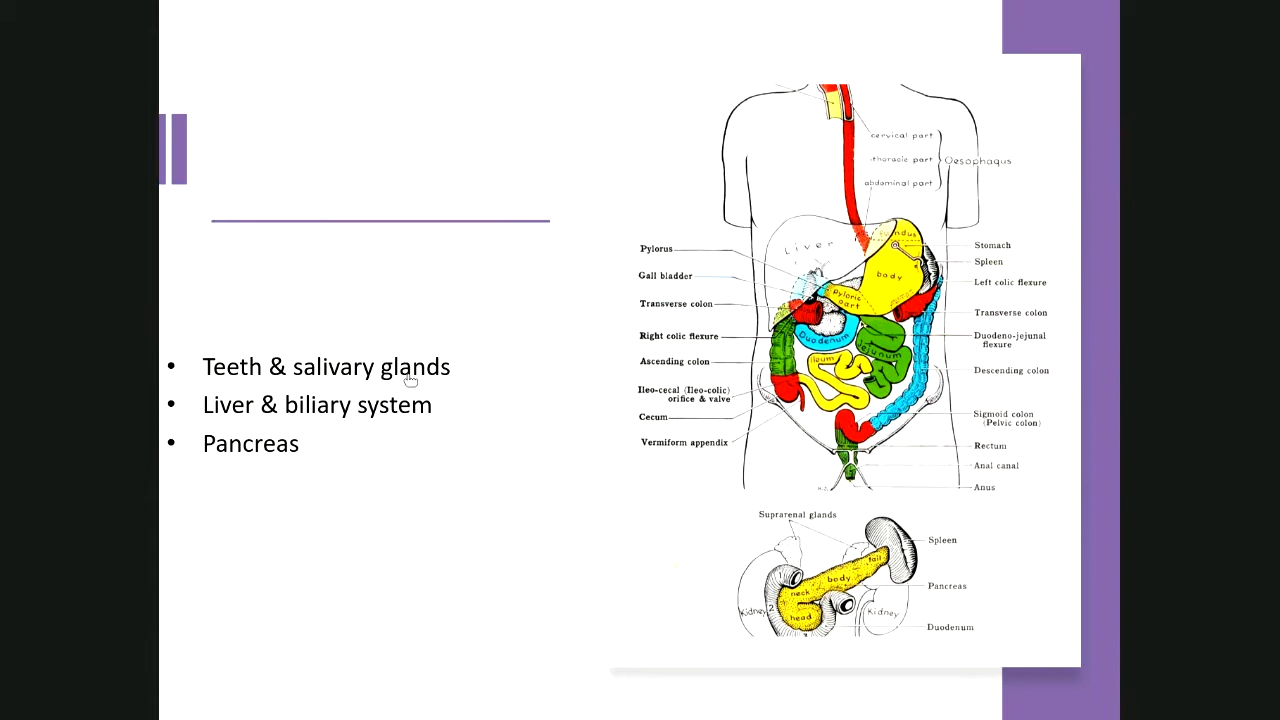 • Teeth & salivary glands
• Liver & biliary system
• Pancreas
cervical part
thoracic part
abdominal part
Oesophagus
Liver
fundus
body
Pyloric part
Duodenum
Jejunum
Ileum
Pylorus
Gall bladder
Transverse colon
Right colic flexure
Ascending colon
Ileo-cecal (Ileo-colic)
orifice & valve
Cecum
Vermiform appendix
Stomach
Spleen
Left colic flexure
Transverse colon
Duodeno-jejunal
flexure
Descending colon
Sigmoid colon
(Pelvic colon)
Rectum
Anal canal
Anus
Suprarenal glands
Spleen
tail
body
neck
head
Pancreas
Kidney
2
Kidney
Duodenum